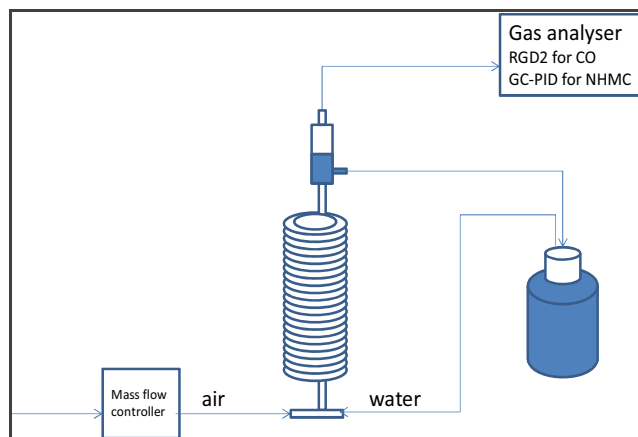 Gas analyser
RGD2 for CO
GC-PID for NHMC
Mass flow
controller
air
water